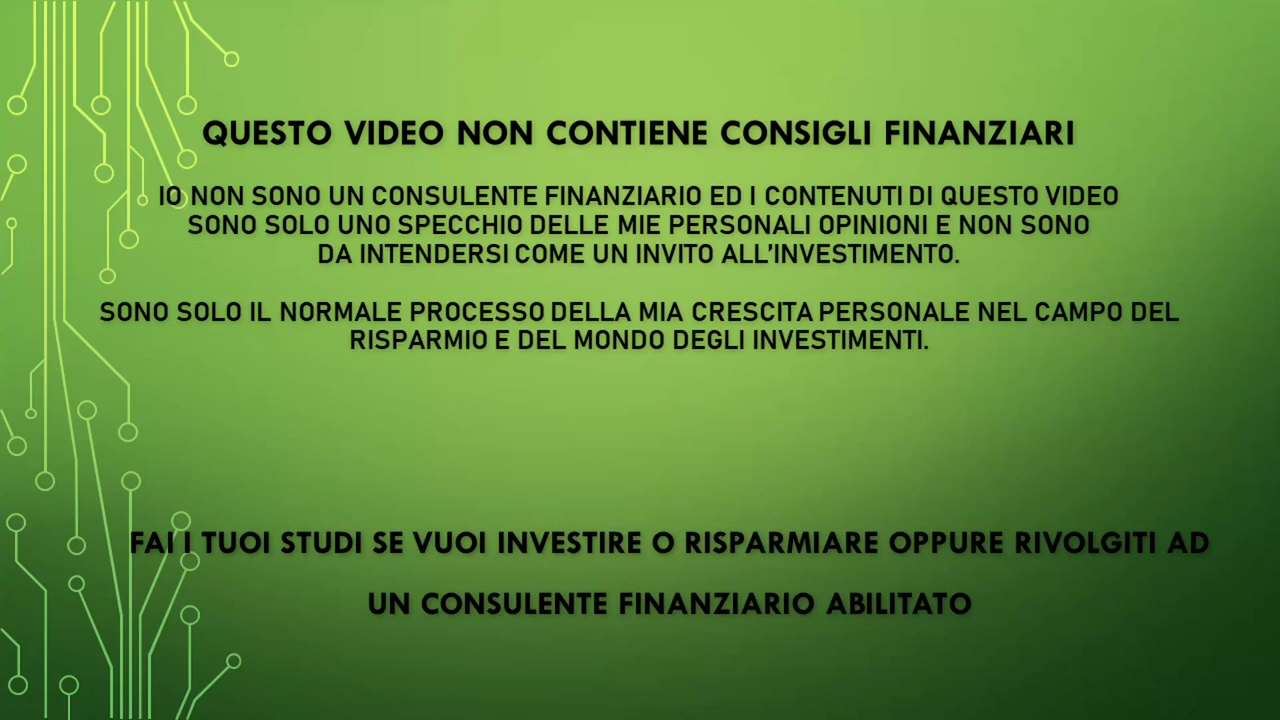 QUESTO VIDEO NON CONTIENE CONSIGLI FINANZIARI
IO NON SONO UN CONSULENTE FINANZIARIO ED I CONTENUTI DI QUESTO VIDEO
SONO SOLO UNO SPECCHIO DELLE MIE PERSONALI OPINIONI E NON SONO
DA INTENDERSI COME UN INVITO ALL'INVESTIMENTO.
SONO SOLO IL NORMALE PROCESSO DELLA MIA CRESCITA PERSONALE NEL CAMPO DEL
RISPARMIO E DEL MONDO DEGLI INVESTIMENTI.
FAI I TUOI STUDI SE VUOI INVESTIRE O RISPARMIARE OPPURE RIVOLGITI AD
UN CONSULENTE FINANZIARIO ABILITATO